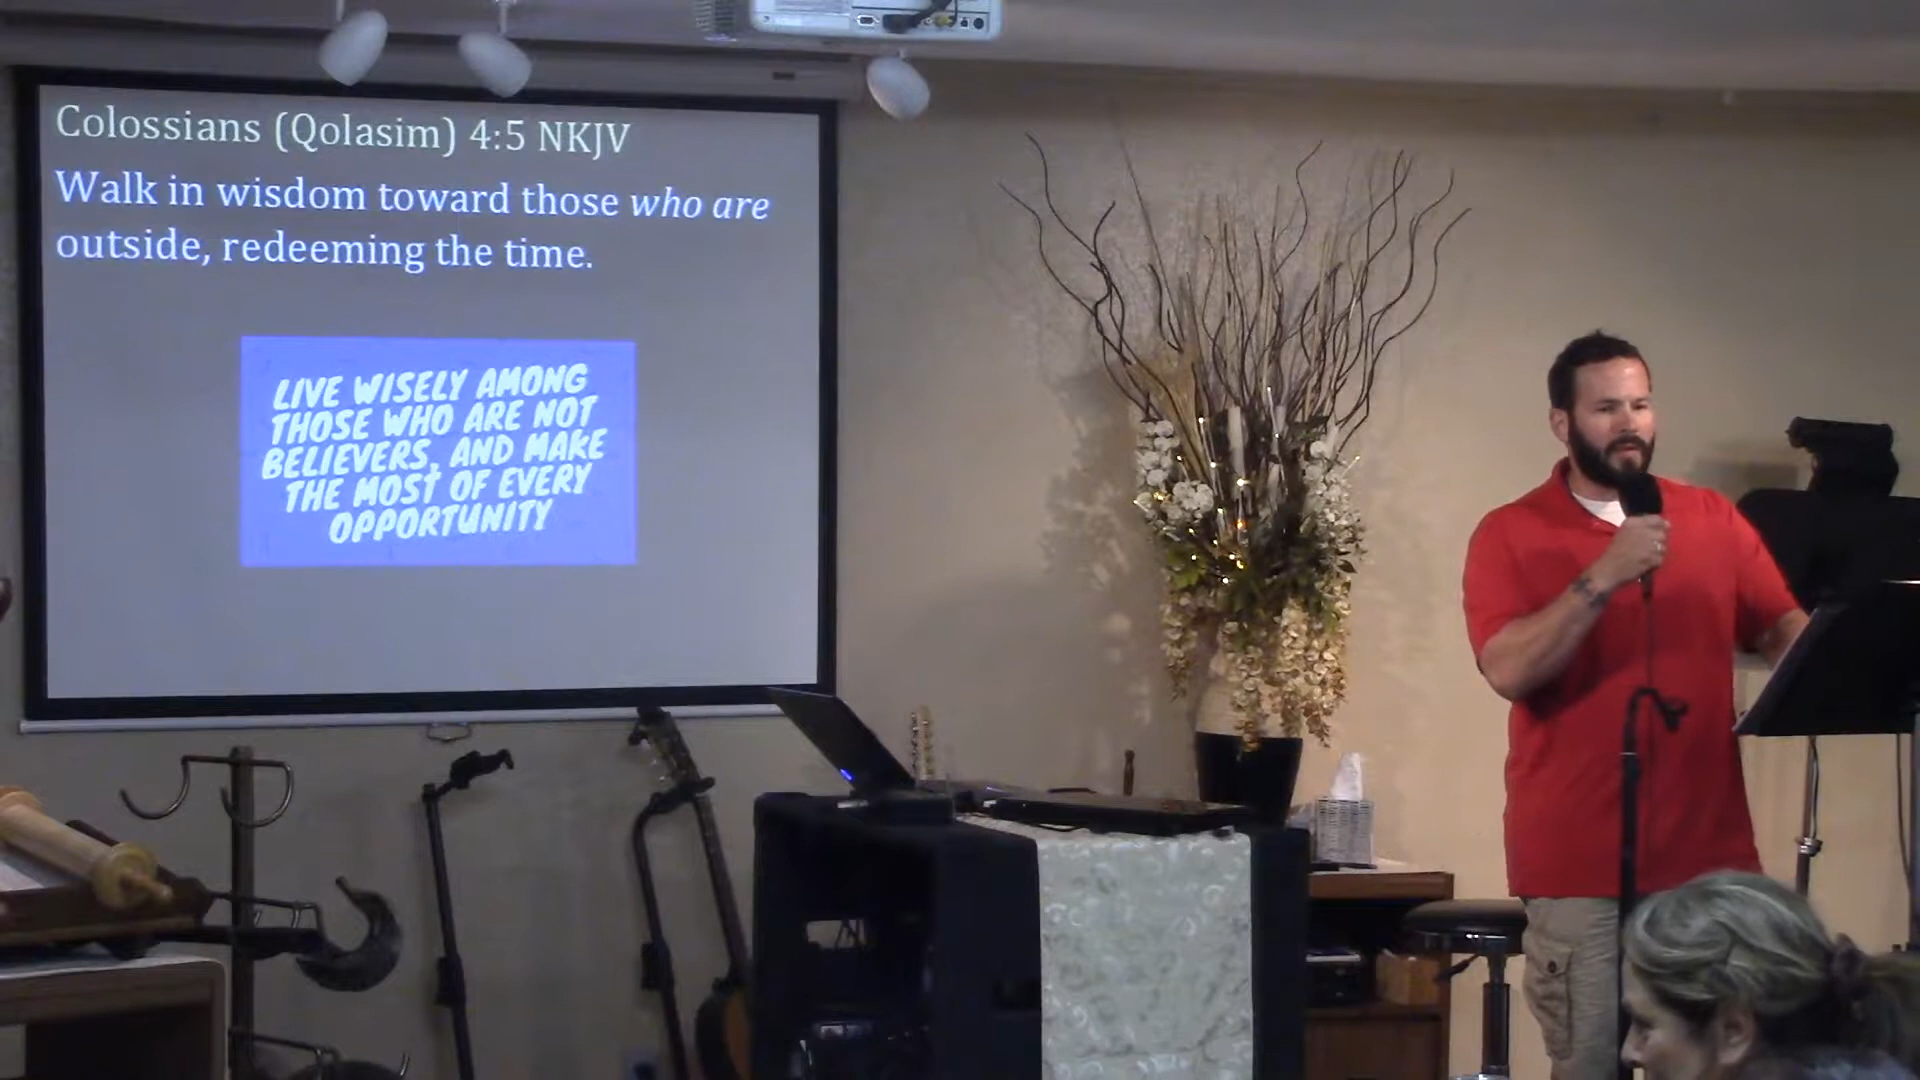 Colossians (Qolasim) 4:5 NKJV
Walk in wisdom toward those who are
outside, redeeming the time.
LIVE WISELY AMONG
THOSE WHO ARE NOT
BELIEVERS, AND MAKE
THE MOST OF EVERY
OPPORTUNITY